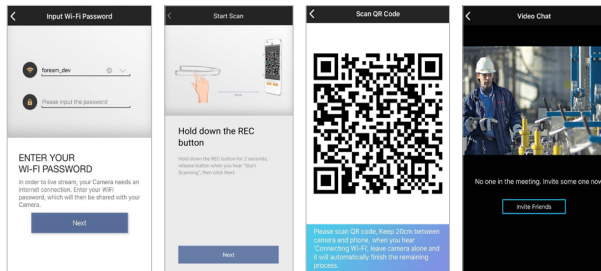 Input Wi-Fi Password
foream_dev
Please input the password
ENTER YOUR
WI-FI PASSWORD
In order to live stream, your Camera needs an
internet connection. Enter your WiFi
password, which will then be shared with your
Camera.
Next
Start Scan
Hold down the REC
button
Hold down the REC button for 2 seconds,
release button when you hear "Start
Scanning", then click Next.
Next
Scan QR Code
Please scan QR code, Keep 20cm between
camera and phone, when you hear
'Connecting Wi-Fi', leave camera alone and
it will automatically finish the remaining
process.
Video Chat
No one in the meeting. Invite some one now
Invite Friends